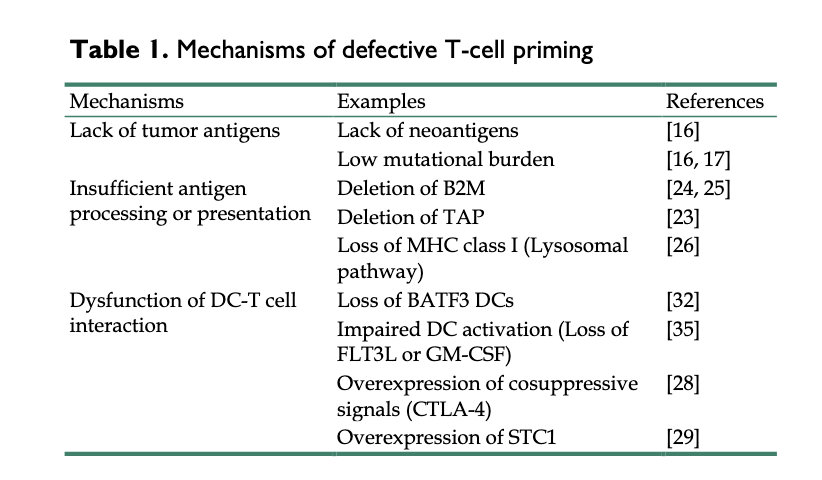 Table 1. Mechanisms of defective T-cell priming
Mechanisms Examples References
Lack of tumor antigens Lack of neoantigens [16]
Low mutational burden [16, 17]
Insufficient antigen Deletion of B2M [24, 25]
processing or presentation Deletion of TAP [23]
Loss of MHC class I (Lysosomal [26]
pathway)
Dysfunction of DC-T cell Loss of BATF3 DCs [32]
interaction Impaired DC activation (Loss of [35]
FLT3L or GM-CSF)
Overexpression of cosuppressive [28]
signals (CTLA-4)
Overexpression of STC1 [29]